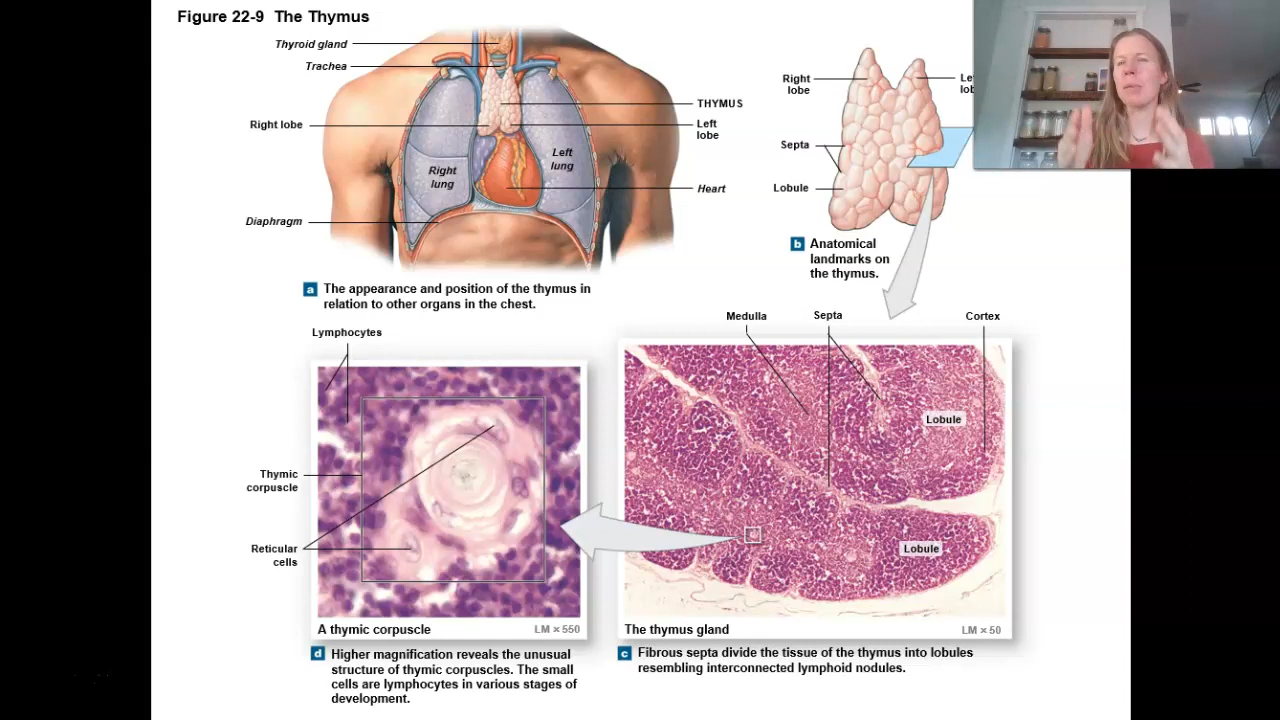 Figure 22-9 The Thymus
Thyroid gland
Trachea
THYMUS
Right lobe
Left
lobe
Right
lung
Left
lung
Heart
Diaphragm
a The appearance and position of the thymus in
relation to other organs in the chest.
Right
lobe
Septa
Lobule
b Anatomical
landmarks on
the thymus.
Medulla
Septa
Cortex
Lobule
Lobule
The thymus gland
LM × 50
c Fibrous septa divide the tissue of the thymus into lobules
resembling interconnected lymphoid nodules.
Lymphocytes
Thymic
corpuscle
Reticular
cells
A thymic corpuscle
LM × 550
d Higher magnification reveals the unusual
structure of thymic corpuscles. The small
cells are lymphocytes in various stages of
development.